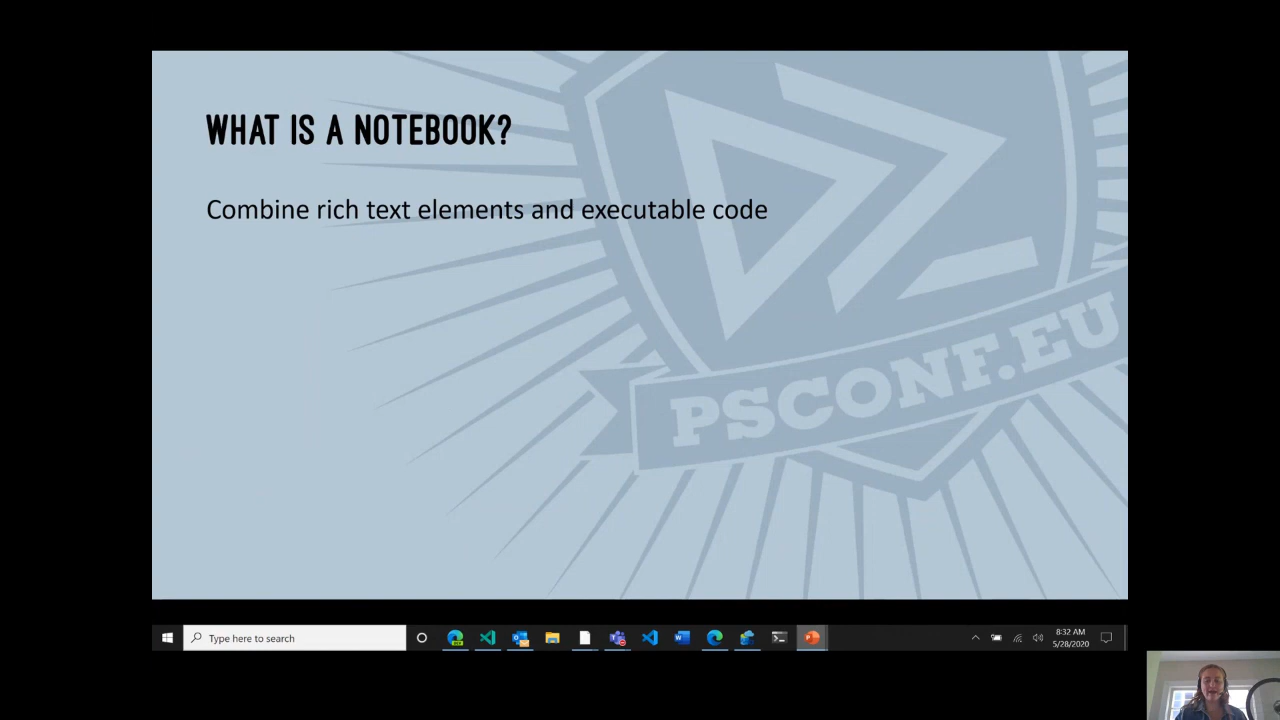 WHAT IS A NOTEBOOK?
Combine rich text elements and executable code
PSCONF.EU
Type here to search
8:32 AM
5/28/2020